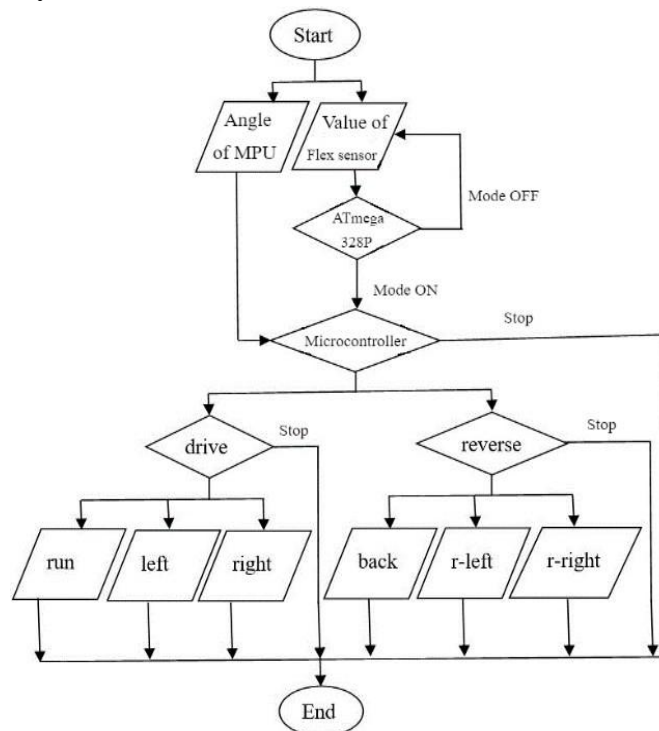 Start
Angle
of MPU
Value of
Flex sensor
Mode OFF
ATmega
328P
Mode ON
Microcontroller
Stop
drive
Stop
reverse
Stop
run
left
right
back
r-left
r-right
End